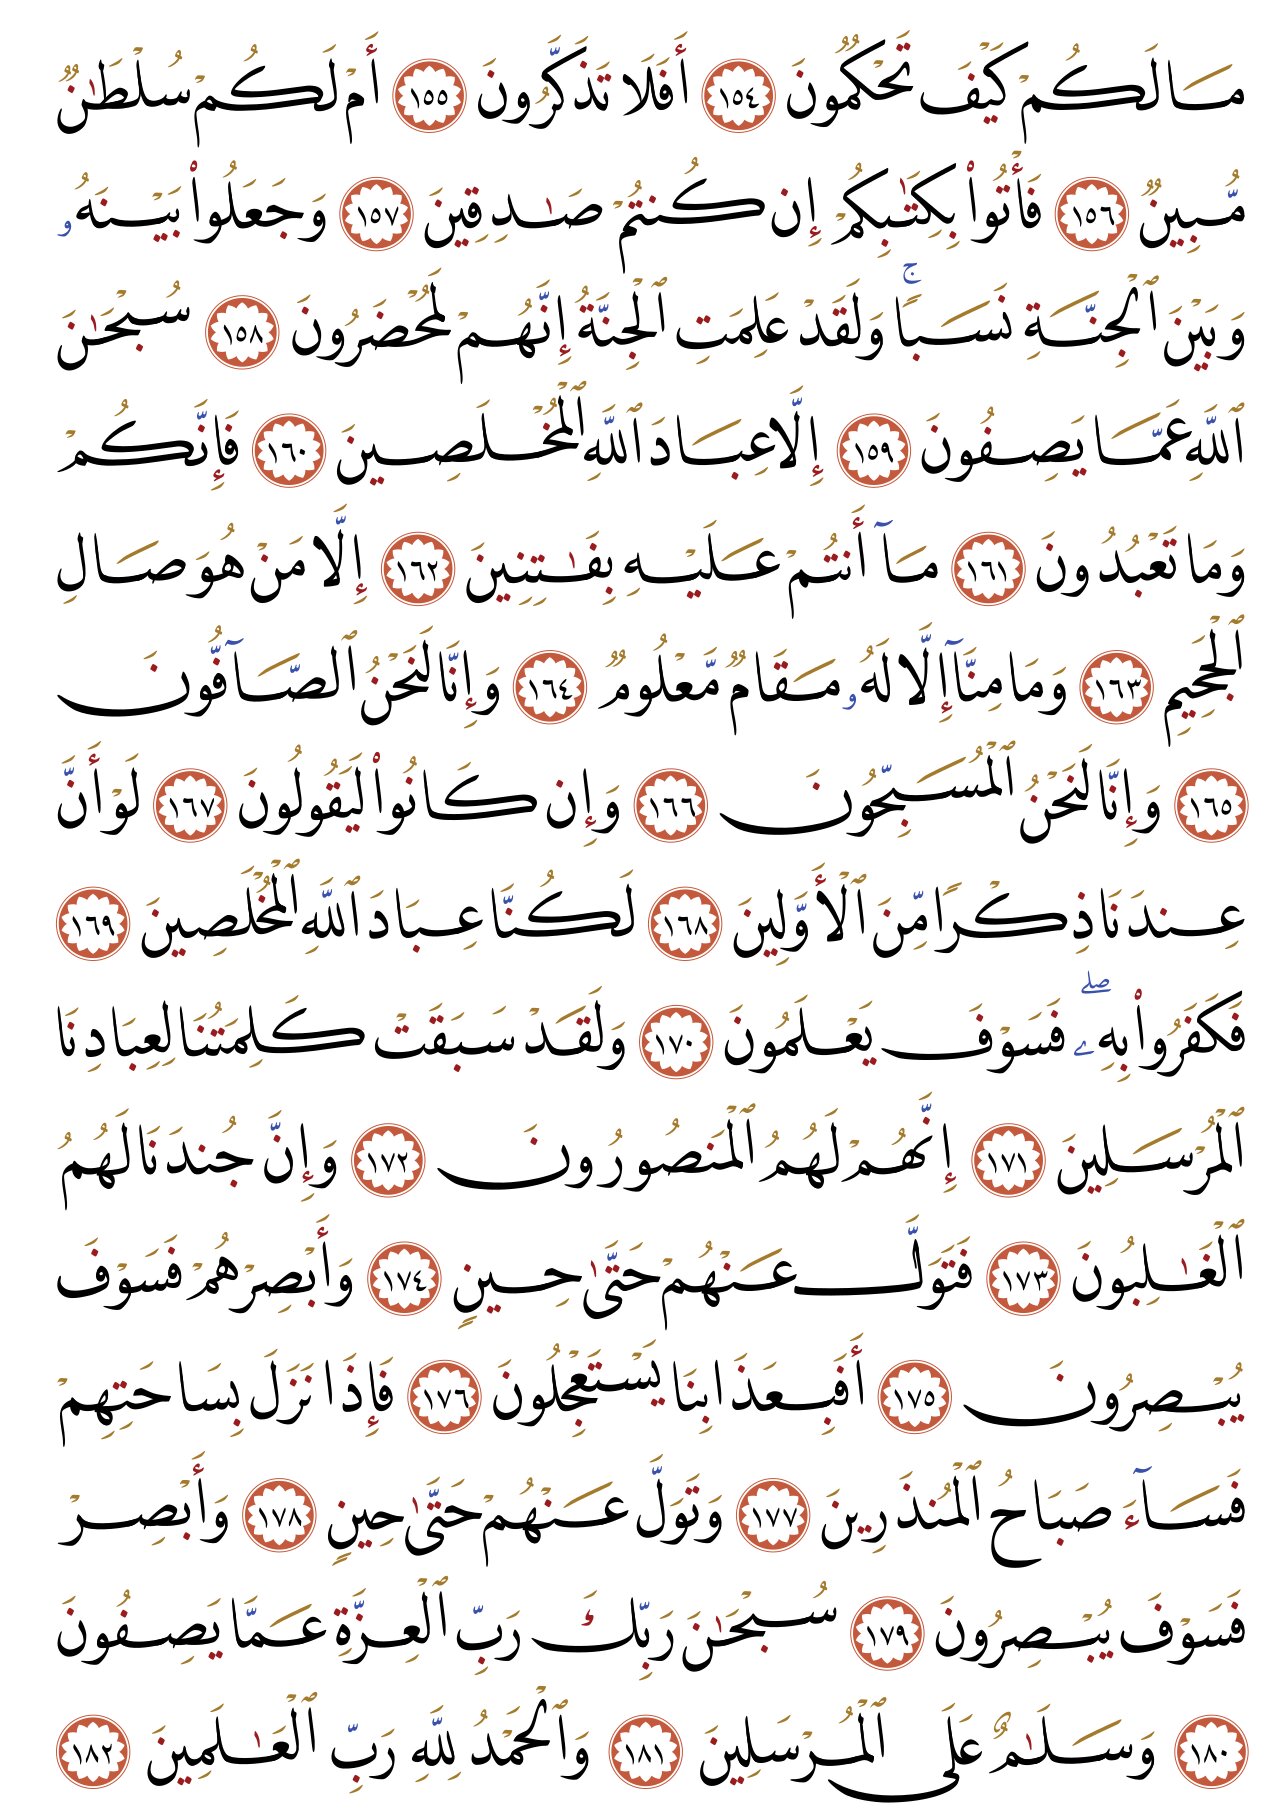 مَا لَكُمْ كَيْفَ تَحْكُمُونَ ١٥٤ أَفَلَا تَذَكَّرُونَ ١٥٥ أَمْ لَكُمْ سُلْطَٰنٌ
مُّبِينٌ ١٥٦ فَأْتُوا۟ بِكِتَٰبِكُمْ إِن كُنتُمْ صَٰدِقِينَ ١٥٧ وَجَعَلُوا۟ بَيْنَهُۥ
وَبَيْنَ ٱلْجِنَّةِ نَسَبًا ۚ وَلَقَدْ عَلِمَتِ ٱلْجِنَّةُ إِنَّهُمْ لَمُحْضَرُونَ ١٥٨ سُبْحَٰنَ
ٱللَّهِ عَمَّا يَصِفُونَ ١٥٩ إِلَّا عِبَادَ ٱللَّهِ ٱلْمُخْلَصِينَ ١٦٠ فَإِنَّكُمْ
وَمَا تَعْبُدُونَ ١٦١ مَآ أَنتُمْ عَلَيْهِ بِفَٰتِنِينَ ١٦٢ إِلَّا مَنْ هُوَ صَالِ
ٱلْجَحِيمِ ١٦٣ وَمَا مِنَّآ إِلَّا لَهُۥ مَقَامٌ مَّعْلُومٌ ١٦٤ وَإِنَّا لَنَحْنُ ٱلصَّآفُّونَ
١٦٥ وَإِنَّا لَنَحْنُ ٱلْمُسَبِّحُونَ ١٦٦ وَإِن كَانُوا۟ لَيَقُولُونَ ١٦٧ لَوْ أَنَّ
عِندَنَا ذِكْرًا مِّنَ ٱلْأَوَّلِينَ ١٦٨ لَكُنَّا عِبَادَ ٱللَّهِ ٱلْمُخْلَصِينَ ١٦٩
فَكَفَرُوا۟ بِهِۦ ۖ فَسَوْفَ يَعْلَمُونَ ١٧٠ وَلَقَدْ سَبَقَتْ كَلِمَتُنَا لِعِبَادِنَا
ٱلْمُرْسَلِينَ ١٧١ إِنَّهُمْ لَهُمُ ٱلْمَنصُورُونَ ١٧٢ وَإِنَّ جُندَنَا لَهُمُ
ٱلْغَٰلِبُونَ ١٧٣ فَتَوَلَّ عَنْهُمْ حَتَّىٰ حِينٍ ١٧٤ وَأَبْصِرْهُمْ فَسَوْفَ
يُبْصِرُونَ ١٧٥ أَفَبِعَذَابِنَا يَسْتَعْجِلُونَ ١٧٦ فَإِذَا نَزَلَ بِسَاحَتِهِمْ
فَسَآءَ صَبَاحُ ٱلْمُنذَرِينَ ١٧٧ وَتَوَلَّ عَنْهُمْ حَتَّىٰ حِينٍ ١٧٨ وَأَبْصِرْ
فَسَوْفَ يُبْصِرُونَ ١٧٩ سُبْحَٰنَ رَبِّكَ رَبِّ ٱلْعِزَّةِ عَمَّا يَصِفُونَ
١٨٠ وَسَلَٰمٌ عَلَى ٱلْمُرْسَلِينَ ١٨١ وَٱلْحَمْدُ لِلَّهِ رَبِّ ٱلْعَٰلَمِينَ ١٨٢